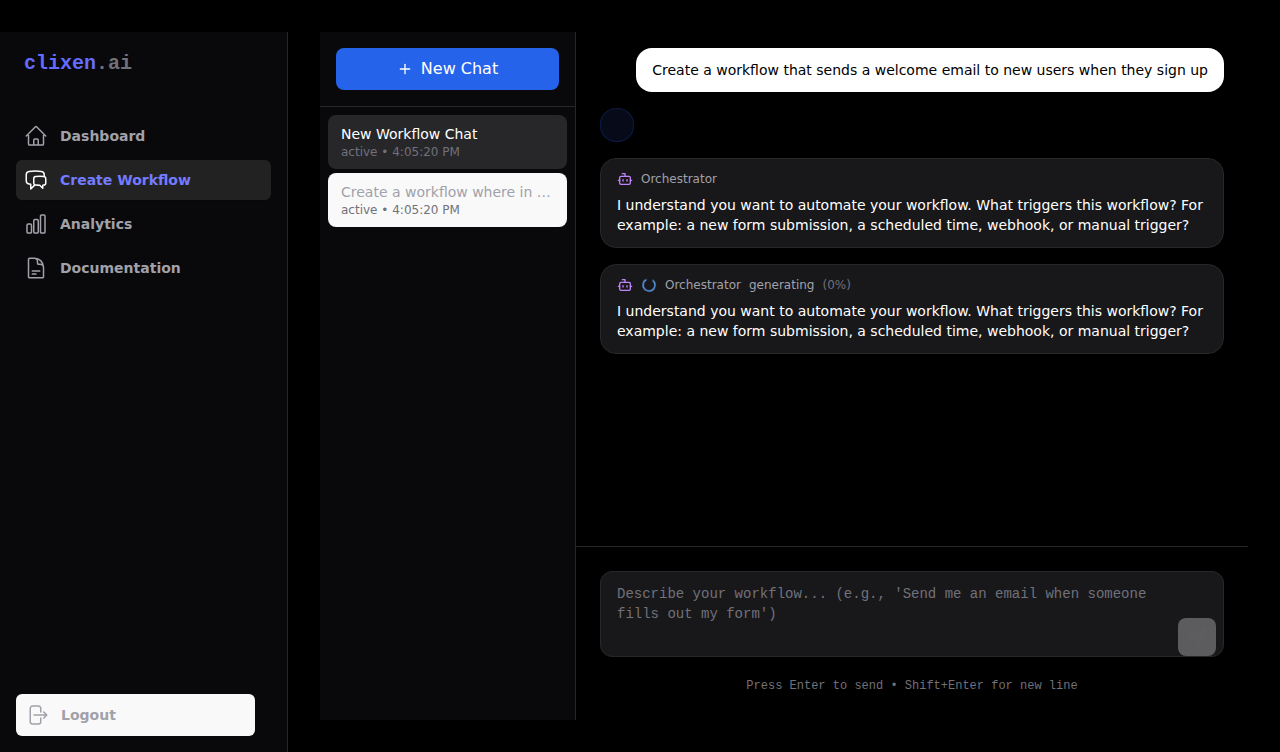 clixen.ai
Dashboard
Create Workflow
Analytics
Documentation
Logout
New Chat
New Workflow Chat
active • 4:05:20 PM
Create a workflow where in ...
active • 4:05:20 PM
Create a workflow that sends a welcome email to new users when they sign up
Orchestrator
I understand you want to automate your workflow. What triggers this workflow? For
example: a new form submission, a scheduled time, webhook, or manual trigger?
Orchestrator generating (0%)
I understand you want to automate your workflow. What triggers this workflow? For
example: a new form submission, a scheduled time, webhook, or manual trigger?
Describe your workflow... (e.g., 'Send me an email when someone
fills out my form')
Press Enter to send • Shift+Enter for new line